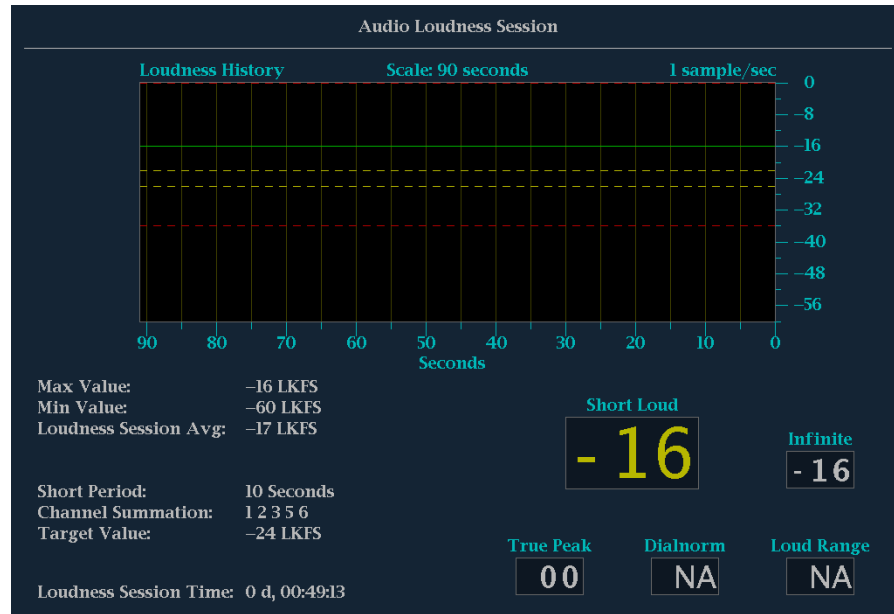 Audio Loudness Session
Loudness History Scale: 90 seconds 1 sample/sec
0
−8
−16
−24
−32
−40
−48
−56
90 80 70 60 50 40 30 20 10 0
Seconds
Max Value: −16 LKFS
Min Value: −60 LKFS
Loudness Session Avg: −17 LKFS
Short Loud
-16
Infinite
-16
Short Period: 10 Seconds
Channel Summation: 1 2 3 5 6
Target Value: −24 LKFS
True Peak Dialnorm Loud Range
00 NA NA
Loudness Session Time: 0 d, 00:49:13